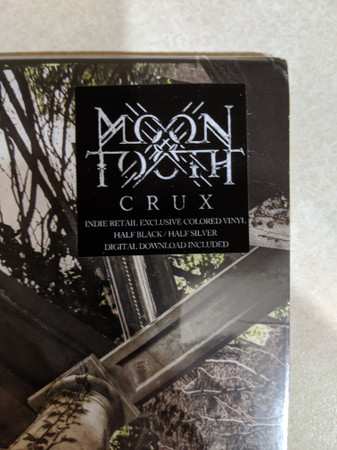 MOON
TOOTH
CRUX
INDIE RETAIL EXCLUSIVE COLORED VINYL
HALF BLACK / HALF SILVER
DIGITAL DOWNLOAD INCLUDED